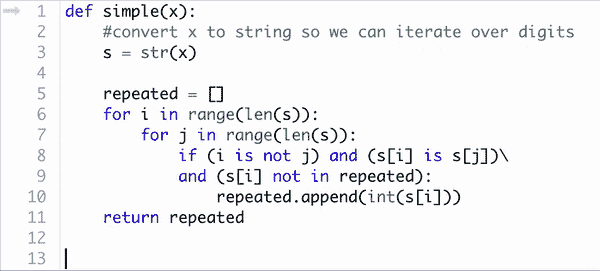 1 def simple(x):
2     #convert x to string so we can iterate over digits
3     s = str(x)
4
5     repeated = []
6     for i in range(len(s)):
7         for j in range(len(s)):
8             if (i is not j) and (s[i] is s[j])\
9             and (s[i] not in repeated):
10                 repeated.append(int(s[i]))
11     return repeated
12
13